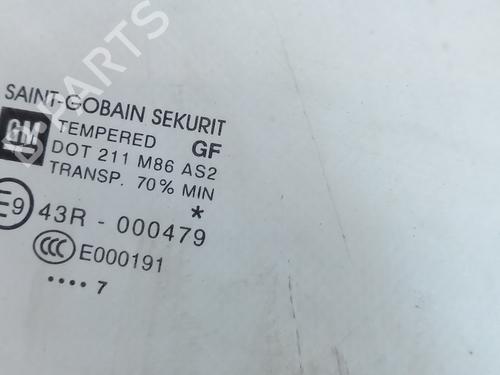 SAINT-GOBAIN SEKURIT
GM TEMPERED GF
DOT 211 M86 AS2
TRANSP. 70% MIN
E9 43R - 000479 *
CCC E000191
•••• 7